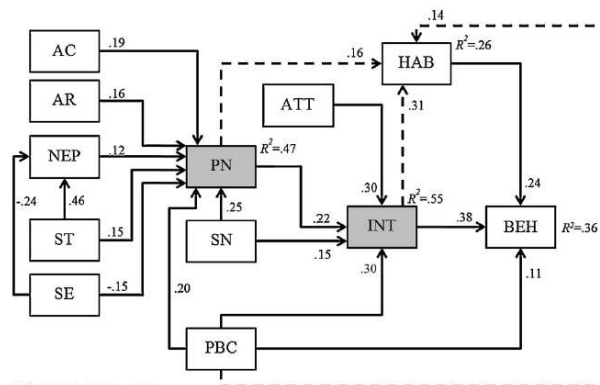 .14
AC
.19
.16
HAB
R²=.26
AR
.16
ATT
.31
NEP
.12
PN
R²=.47
-.24
.46
.25
.30
R²=.55
.24
ST
.15
SN
.22
INT
.38
BEH
R²=.36
.15
SE
-.15
.20
.30
.11
PBC